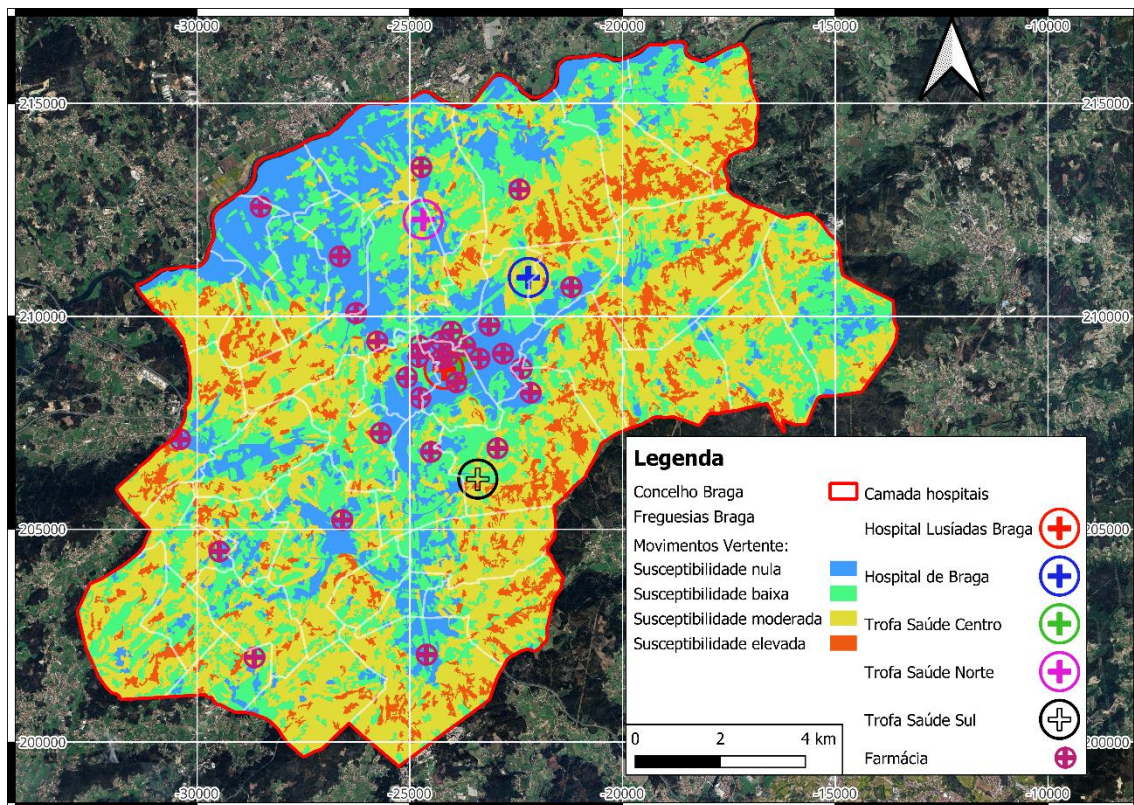 -30000 -25000 -20000 -15000 -10000
215000 215000
210000 210000
Legenda
Concelho Braga
Freguesias Braga
Movimentos Vertente:
Susceptibilidade nula
Susceptibilidade baixa
Susceptibilidade moderada
Susceptibilidade elevada
Camada hospitais
Hospital Lusíadas Braga
Hospital de Braga
Trofa Saúde Centro
Trofa Saúde Norte
Trofa Saúde Sul
Farmácia
205000 205000
0 2 4 km
200000 200000
-30000 -25000 -20000 -15000 -10000